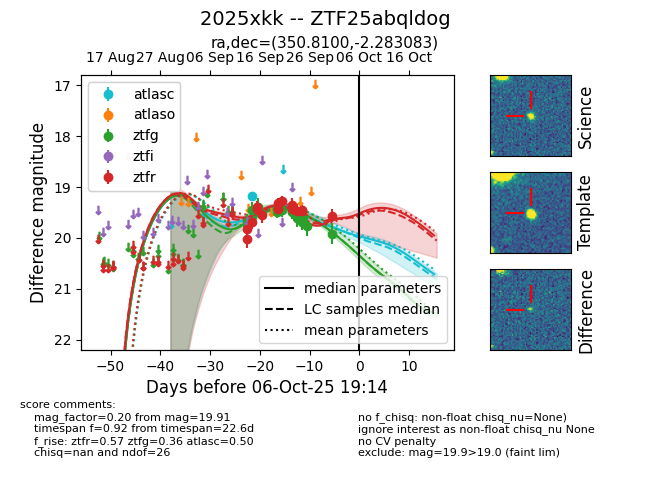 2025xkk -- ZTF25abqldog
ra,dec=(350.8100,-2.283083)
17 Aug 27 Aug 06 Sep 16 Sep 26 Sep 06 Oct 16 Oct
17
18
19
20
21
22
Difference magnitude
atlasc
atlaso
ztfg
ztfi
ztfr
median parameters
LC samples median
mean parameters
−50 −40 −30 −20 −10 0 10
Days before 06-Oct-25 19:14
Science
Template
Difference
score comments:
mag_factor=0.20 from mag=19.91
timespan f=0.92 from timespan=22.6d
f_rise: ztfr=0.57 ztfg=0.36 atlasc=0.50
chisq=nan and ndof=26
no f_chisq: non-float chisq_nu=None)
ignore interest as non-float chisq_nu None
no CV penalty
exclude: mag=19.9>19.0 (faint lim)